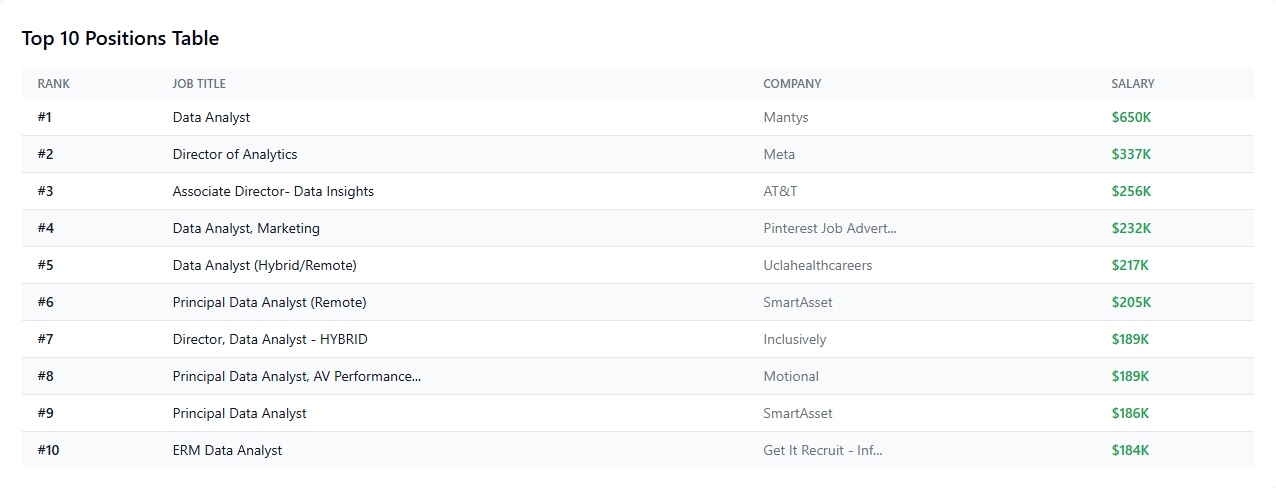 Top 10 Positions Table
RANK JOB TITLE COMPANY SALARY
#1 Data Analyst Mantys $650K
#2 Director of Analytics Meta $337K
#3 Associate Director- Data Insights AT&T $256K
#4 Data Analyst, Marketing Pinterest Job Advert... $232K
#5 Data Analyst (Hybrid/Remote) Uclahealthcareers $217K
#6 Principal Data Analyst (Remote) SmartAsset $205K
#7 Director, Data Analyst - HYBRID Inclusively $189K
#8 Principal Data Analyst, AV Performance... Motional $189K
#9 Principal Data Analyst SmartAsset $186K
#10 ERM Data Analyst Get It Recruit - Inf... $184K